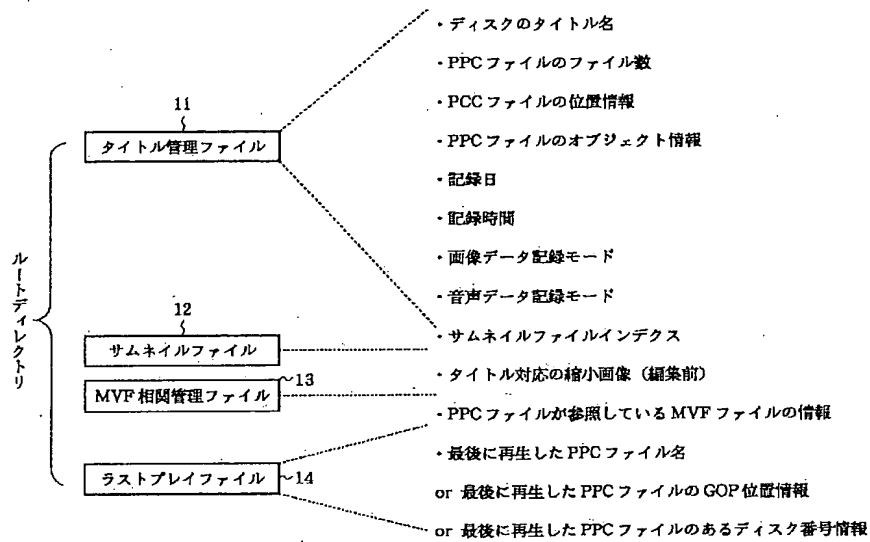 ・ディスクのタイトル名
・PPCファイルのファイル数
11
・PCCファイルの位置情報
タイトル管理ファイル
・PPCファイルのオブジェクト情報
・記録日
・記録時間
ルートディレクトリ
・画像データ記録モード
・音声データ記録モード
12
・サムネイルファイルインデクス
サムネイルファイル
・タイトル対応の縮小画像（編集前）
13
MVF相関管理ファイル
・PPCファイルが参照しているMVFファイルの情報
・最後に再生したPPCファイル名
ラストプレイファイル
14
or 最後に再生したPPCファイルのGOP位置情報
or 最後に再生したPPCファイルのあるディスク番号情報